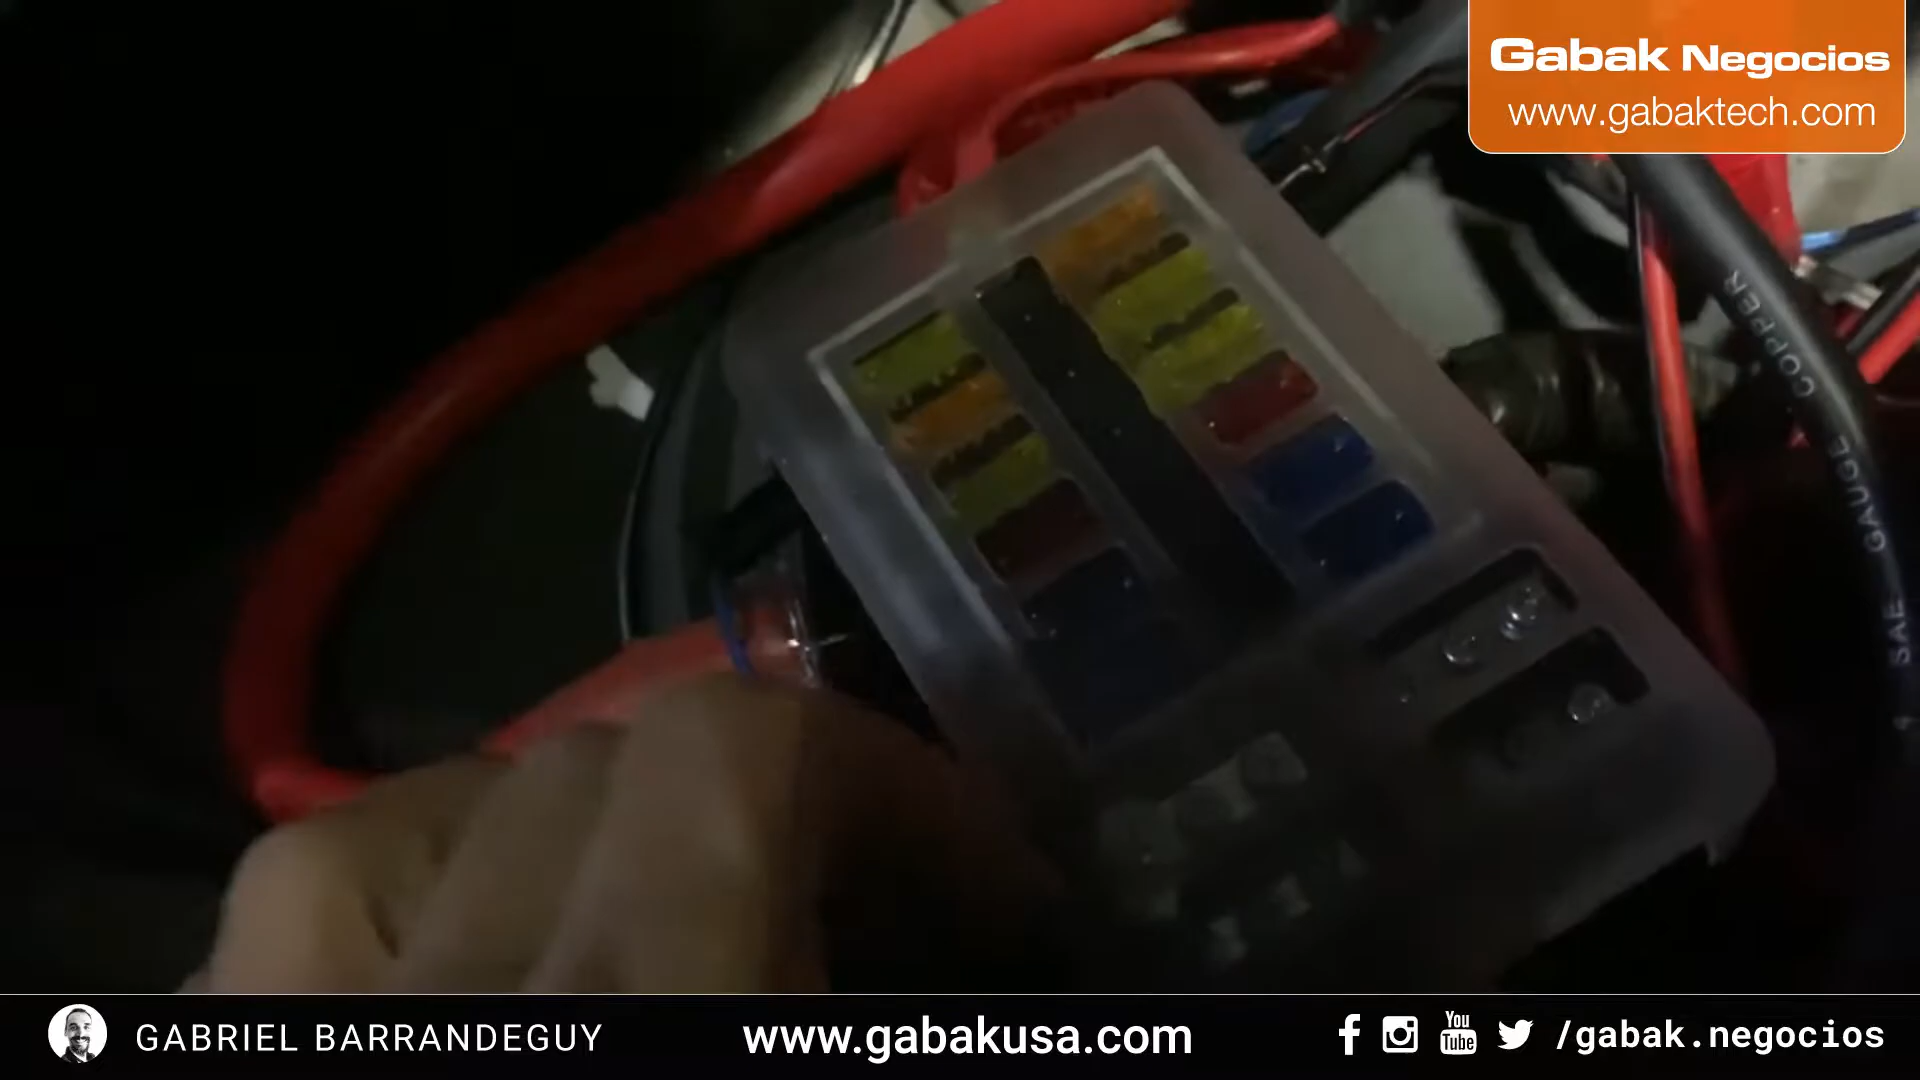 Gabak Negocios
www.gabaktech.com
COPPER
GAUGE
SAE
GABRIEL BARRANDEGUY
www.gabakusa.com
You
Tube
/gabak.negocios